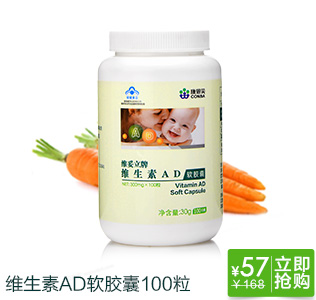 康恩贝
CONBA
维妥立牌
维生素AD 软胶囊
NET: 300mg×100粒
Vitamin AD
Soft Capsule
净含量:30g
维生素AD软胶囊100粒
¥57
¥168
立即
抢购